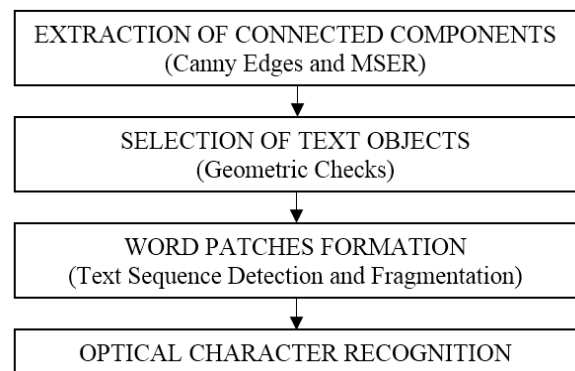 EXTRACTION OF CONNECTED COMPONENTS
(Canny Edges and MSER)
SELECTION OF TEXT OBJECTS
(Geometric Checks)
WORD PATCHES FORMATION
(Text Sequence Detection and Fragmentation)
OPTICAL CHARACTER RECOGNITION